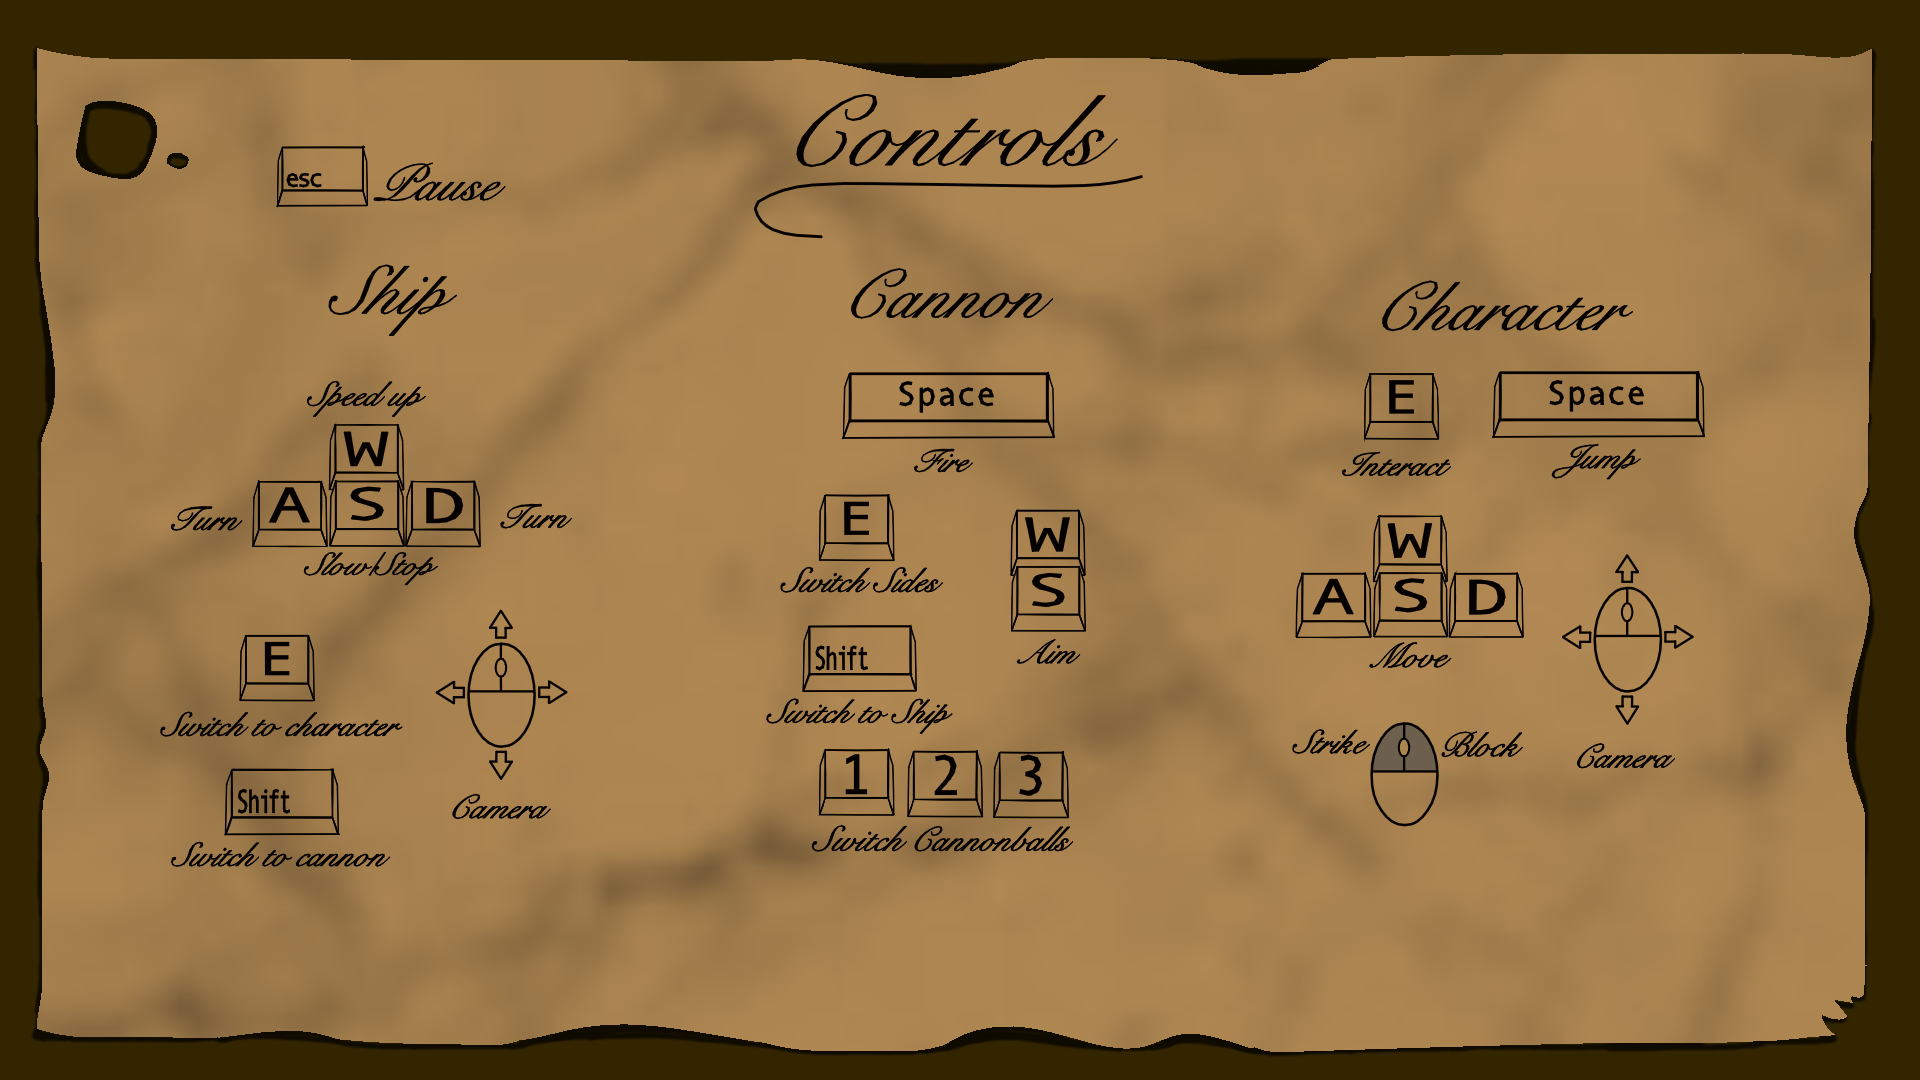 Controls
esc Pause
Ship
Speed up
W
Turn A S D Turn
Slow/Stop
E
Switch to character
Camera
Shift
Switch to cannon
Cannon
Space
Fire
E
Switch Sides
W
S
Aim
Shift
Switch to Ship
1 2 3
Switch Cannonballs
Character
E Space
Interact Jump
W
A S D
Move
Camera
Strike Block